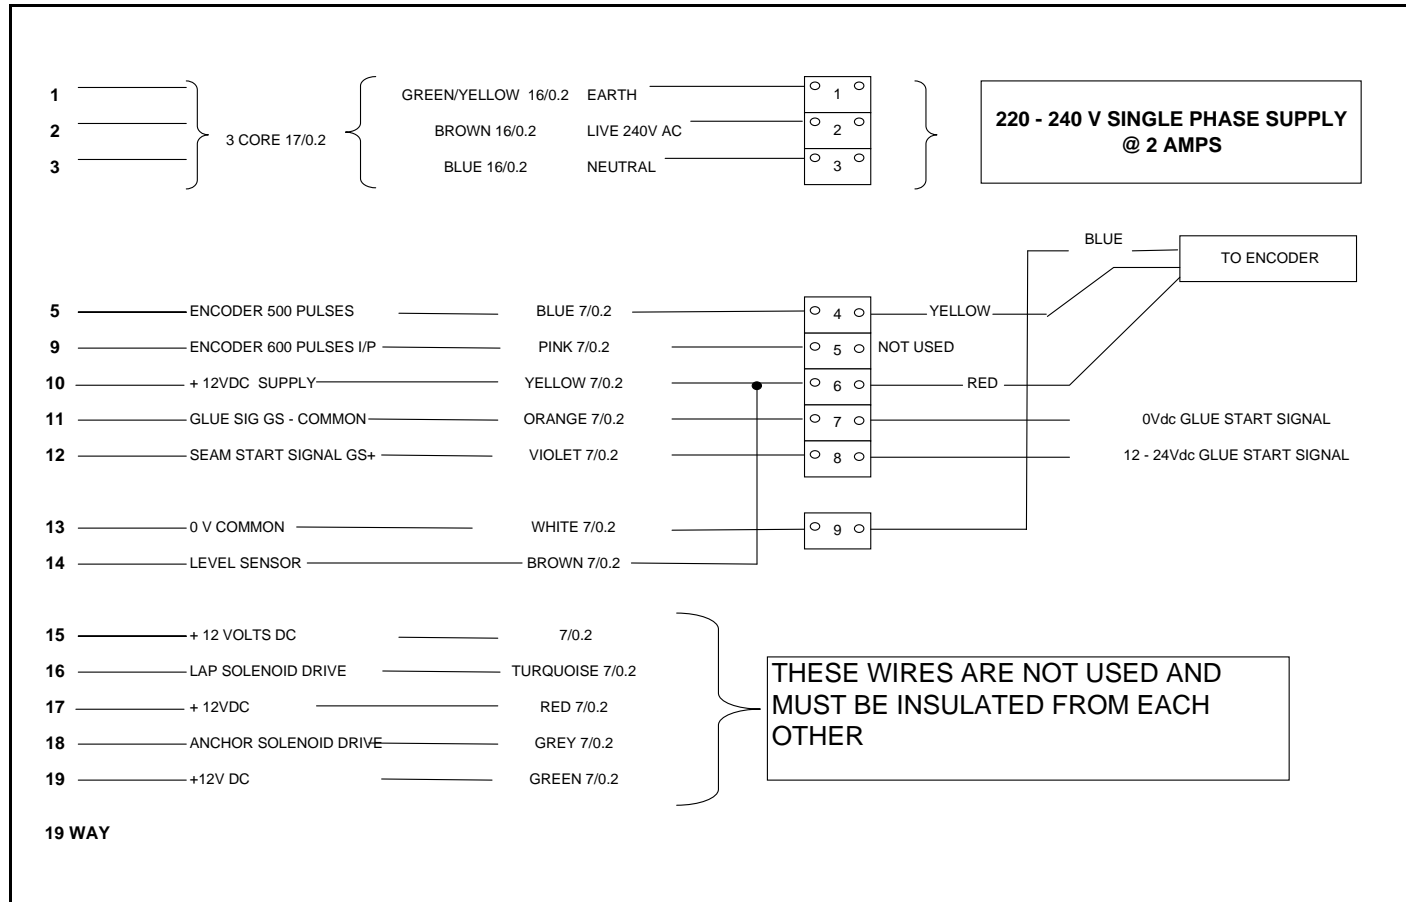 1 GREEN/YELLOW 16/0.2 EARTH 1
2 3 CORE 17/0.2 BROWN 16/0.2 LIVE 240V AC 2
3 BLUE 16/0.2 NEUTRAL 3
220 - 240 V SINGLE PHASE SUPPLY
@ 2 AMPS
BLUE
TO ENCODER
5 ENCODER 500 PULSES BLUE 7/0.2 4 YELLOW
9 ENCODER 600 PULSES I/P PINK 7/0.2 5 NOT USED
10 + 12VDC SUPPLY YELLOW 7/0.2 6 RED
11 GLUE SIG GS - COMMON ORANGE 7/0.2 7 0Vdc GLUE START SIGNAL
12 SEAM START SIGNAL GS+ VIOLET 7/0.2 8 12 - 24Vdc GLUE START SIGNAL
13 0 V COMMON WHITE 7/0.2 9
14 LEVEL SENSOR BROWN 7/0.2
15 + 12 VOLTS DC 7/0.2
16 LAP SOLENOID DRIVE TURQUOISE 7/0.2
17 + 12VDC RED 7/0.2
18 ANCHOR SOLENOID DRIVE GREY 7/0.2
19 +12V DC GREEN 7/0.2
THESE WIRES ARE NOT USED AND
MUST BE INSULATED FROM EACH
OTHER
19 WAY